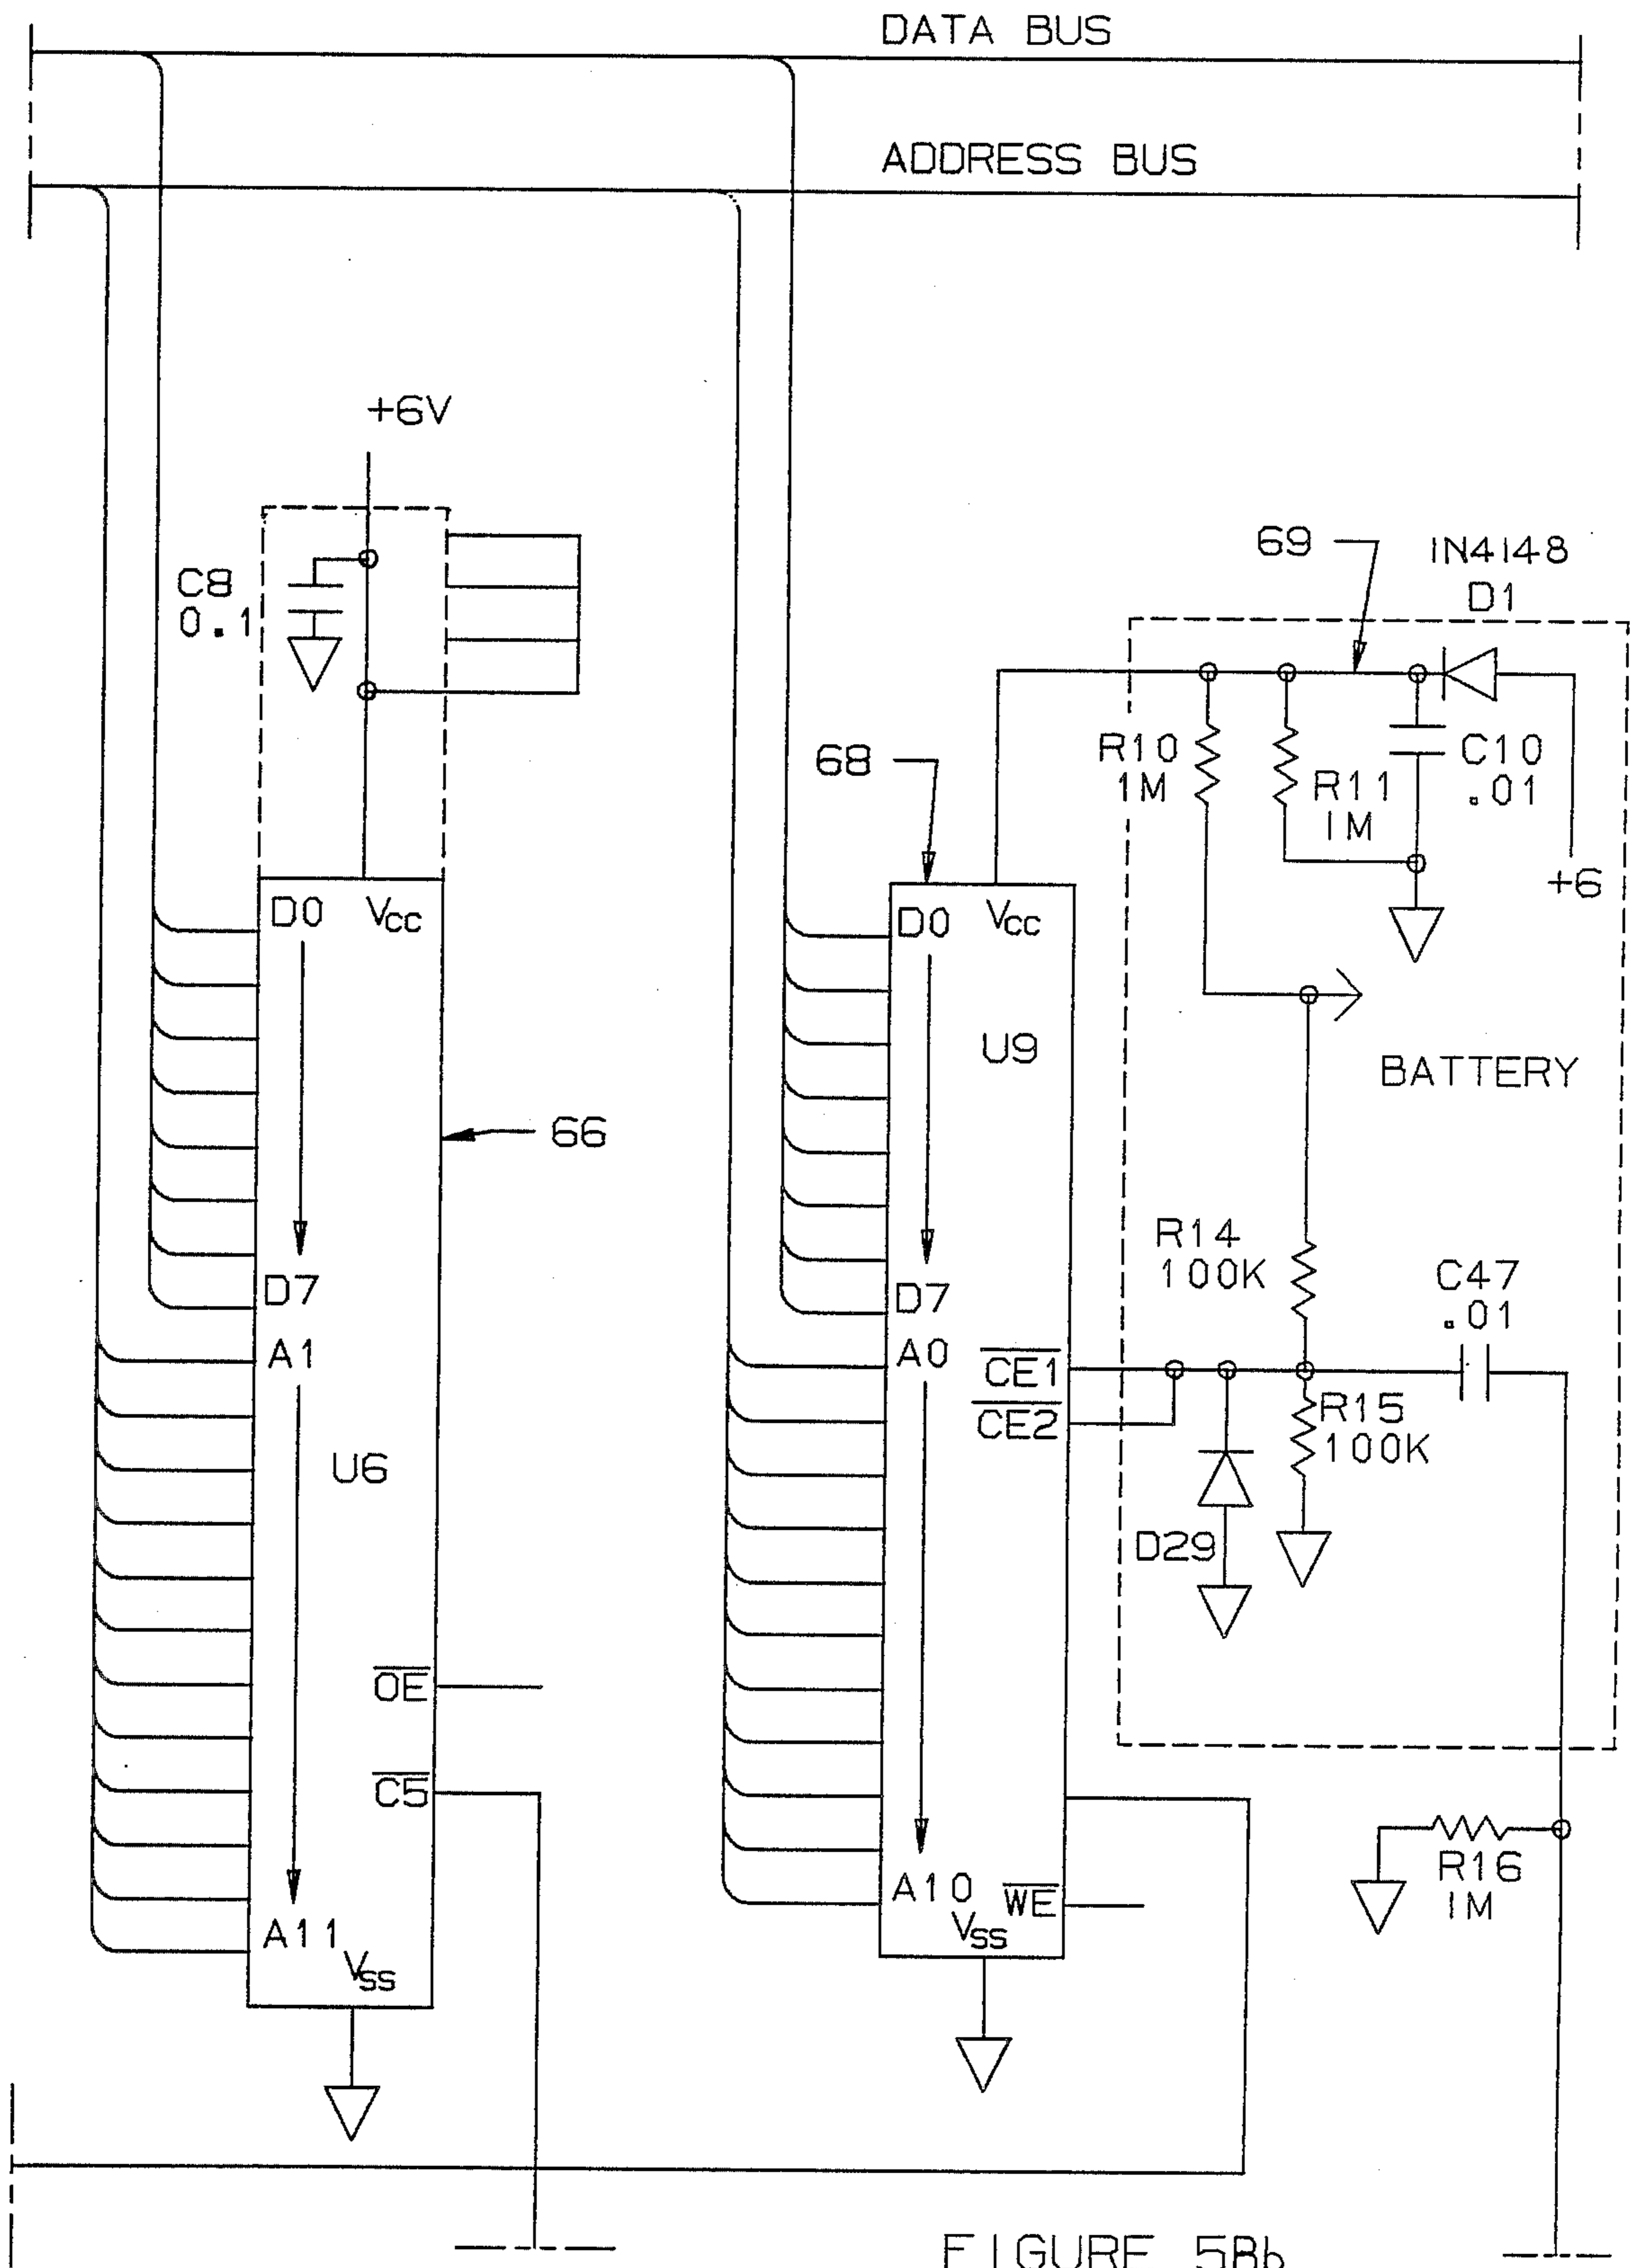 DATA BUS
ADDRESS BUS
+6V
C8
0.1
69
1N4148
D1
R10
1M
R11
1M
C10
.01
+6
68
D0
VCC
D0
VCC
U9
BATTERY
66
R14
100K
C47
.01
D7
A1
D7
A0
CE1
CE2
R15
100K
U6
D29
OE
C5
R16
1M
A10
WE
VSS
A11
VSS
FIGURE 5Bb